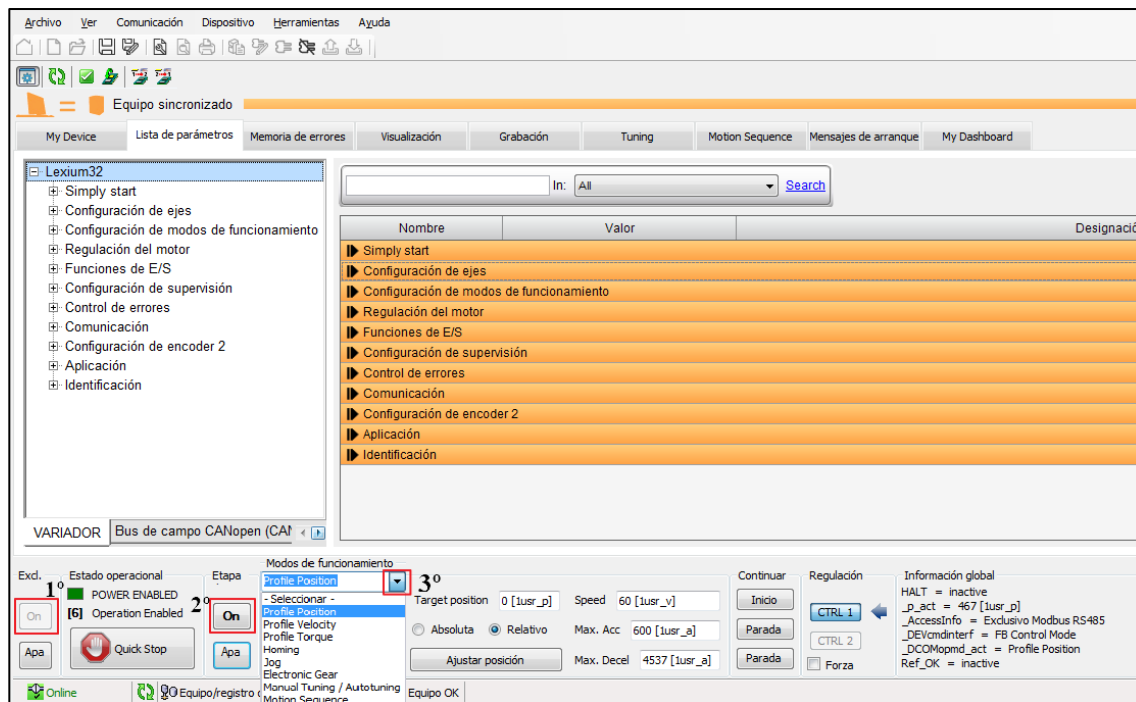 Archivo Ver Comunicación Dispositivo Herramientas Ayuda
Equipo sincronizado
My Device Lista de parámetros Memoria de errores Visualización Grabación Tuning Motion Sequence Mensajes de arranque My Dashboard
Lexium32
Simply start
Configuración de ejes
Configuración de modos de funcionamiento
Regulación del motor
Funciones de E/S
Configuración de supervisión
Control de errores
Comunicación
Configuración de encoder 2
Aplicación
Identificación
VARIADOR Bus de campo CANopen (CAN
In: All Search
Nombre Valor Designació
Simply start
Configuración de ejes
Configuración de modos de funcionamiento
Regulación del motor
Funciones de E/S
Configuración de supervisión
Control de errores
Comunicación
Configuración de encoder 2
Aplicación
Identificación
Excl.
1º
On
Apa
Estado operacional
POWER ENABLED
[6] Operation Enabled
Quick Stop
Etapa
2º
On
Apa
Modos de funcionamiento
Profile Position
3º
- Seleccionar -
Profile Position
Profile Velocity
Profile Torque
Homing
Jog
Electronic Gear
Manual Tuning / Autotuning
Motion Sequence
Target position 0 [1usr_p] Speed 60 [1usr_v]
Absoluta Relativo Max. Acc 600 [1usr_a]
Ajustar posición Max. Decel 4537 [1usr_a]
Continuar
Inicio
Parada
Parada
Regulación
CTRL 1
CTRL 2
Forza
Información global
HALT = inactive
_p_act = 467 [1usr_p]
_AccessInfo = Exclusivo Modbus RS485
_DEVcmdinterf = FB Control Mode
_DCOMopmd_act = Profile Position
Ref_OK = inactive
Online Equipo/registro Equipo OK